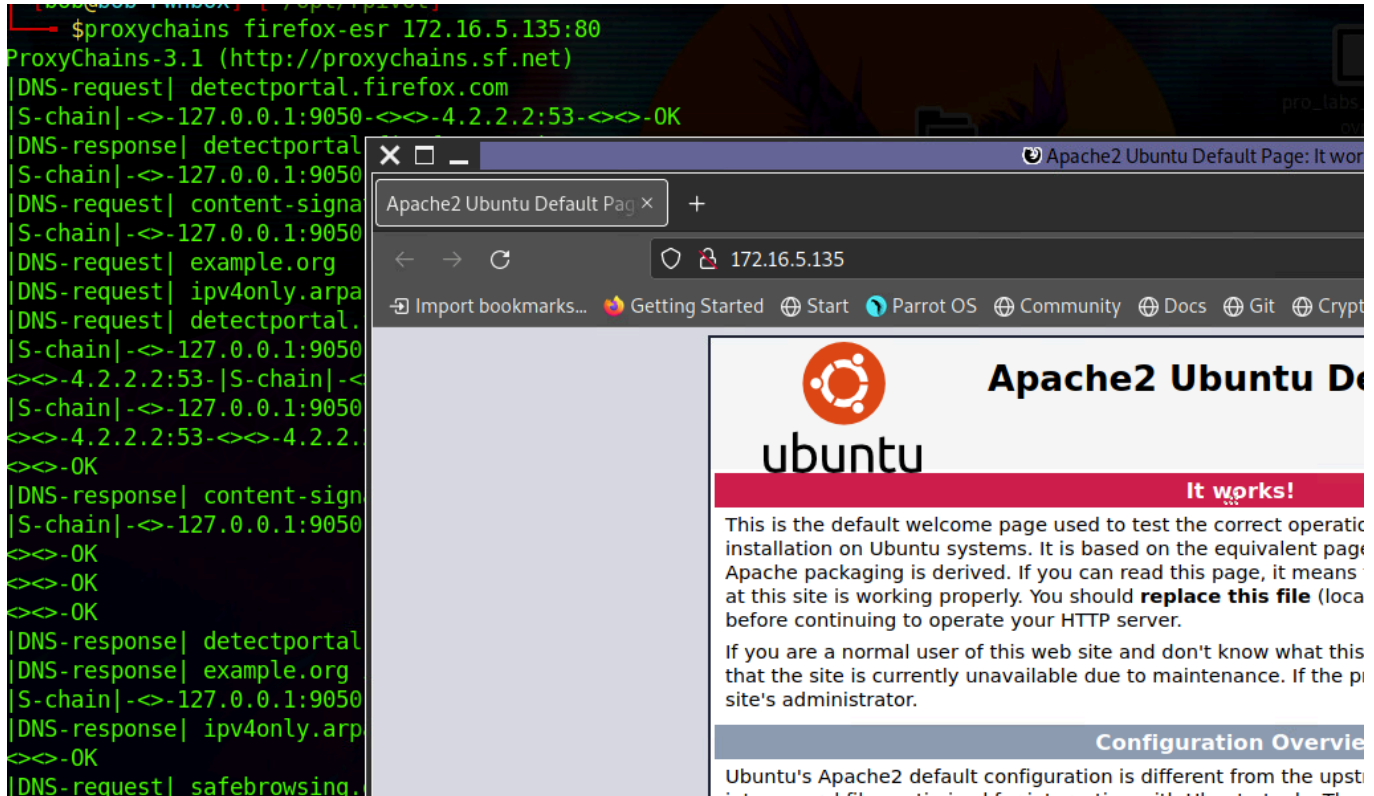 $proxychains firefox-esr 172.16.5.135:80
ProxyChains-3.1 (http://proxychains.sf.net)
|DNS-request| detectportal.firefox.com
|S-chain|-<>-127.0.0.1:9050-<><>-4.2.2.2:53-<><>-OK
|DNS-response| detectportal
|S-chain|-<>-127.0.0.1:9050
|DNS-request| content-signa
|S-chain|-<>-127.0.0.1:9050
|DNS-request| example.org
|DNS-request| ipv4only.arpa
|DNS-request| detectportal.
|S-chain|-<>-127.0.0.1:9050
<><>-4.2.2.2:53-|S-chain|-<
|S-chain|-<>-127.0.0.1:9050
<><>-4.2.2.2:53-<><>-4.2.2.
<><>-OK
|DNS-response| content-sign
|S-chain|-<>-127.0.0.1:9050
<><>-OK
<><>-OK
<><>-OK
|DNS-response| detectportal
|DNS-response| example.org
|S-chain|-<>-127.0.0.1:9050
|DNS-response| ipv4only.arp
<><>-OK
|DNS-request| safebrowsing.
pro_labs_
Apache2 Ubuntu Default Page: It wor
Apache2 Ubuntu Default Pag
172.16.5.135
Import bookmarks... Getting Started Start Parrot OS Community Docs Git Crypt
Apache2 Ubuntu De
ubuntu
It works!
This is the default welcome page used to test the correct operatio
installation on Ubuntu systems. It is based on the equivalent page
Apache packaging is derived. If you can read this page, it means
at this site is working properly. You should replace this file (loca
before continuing to operate your HTTP server.
If you are a normal user of this web site and don't know what this
that the site is currently unavailable due to maintenance. If the pr
site's administrator.
Configuration Overvie
Ubuntu's Apache2 default configuration is different from the upstr